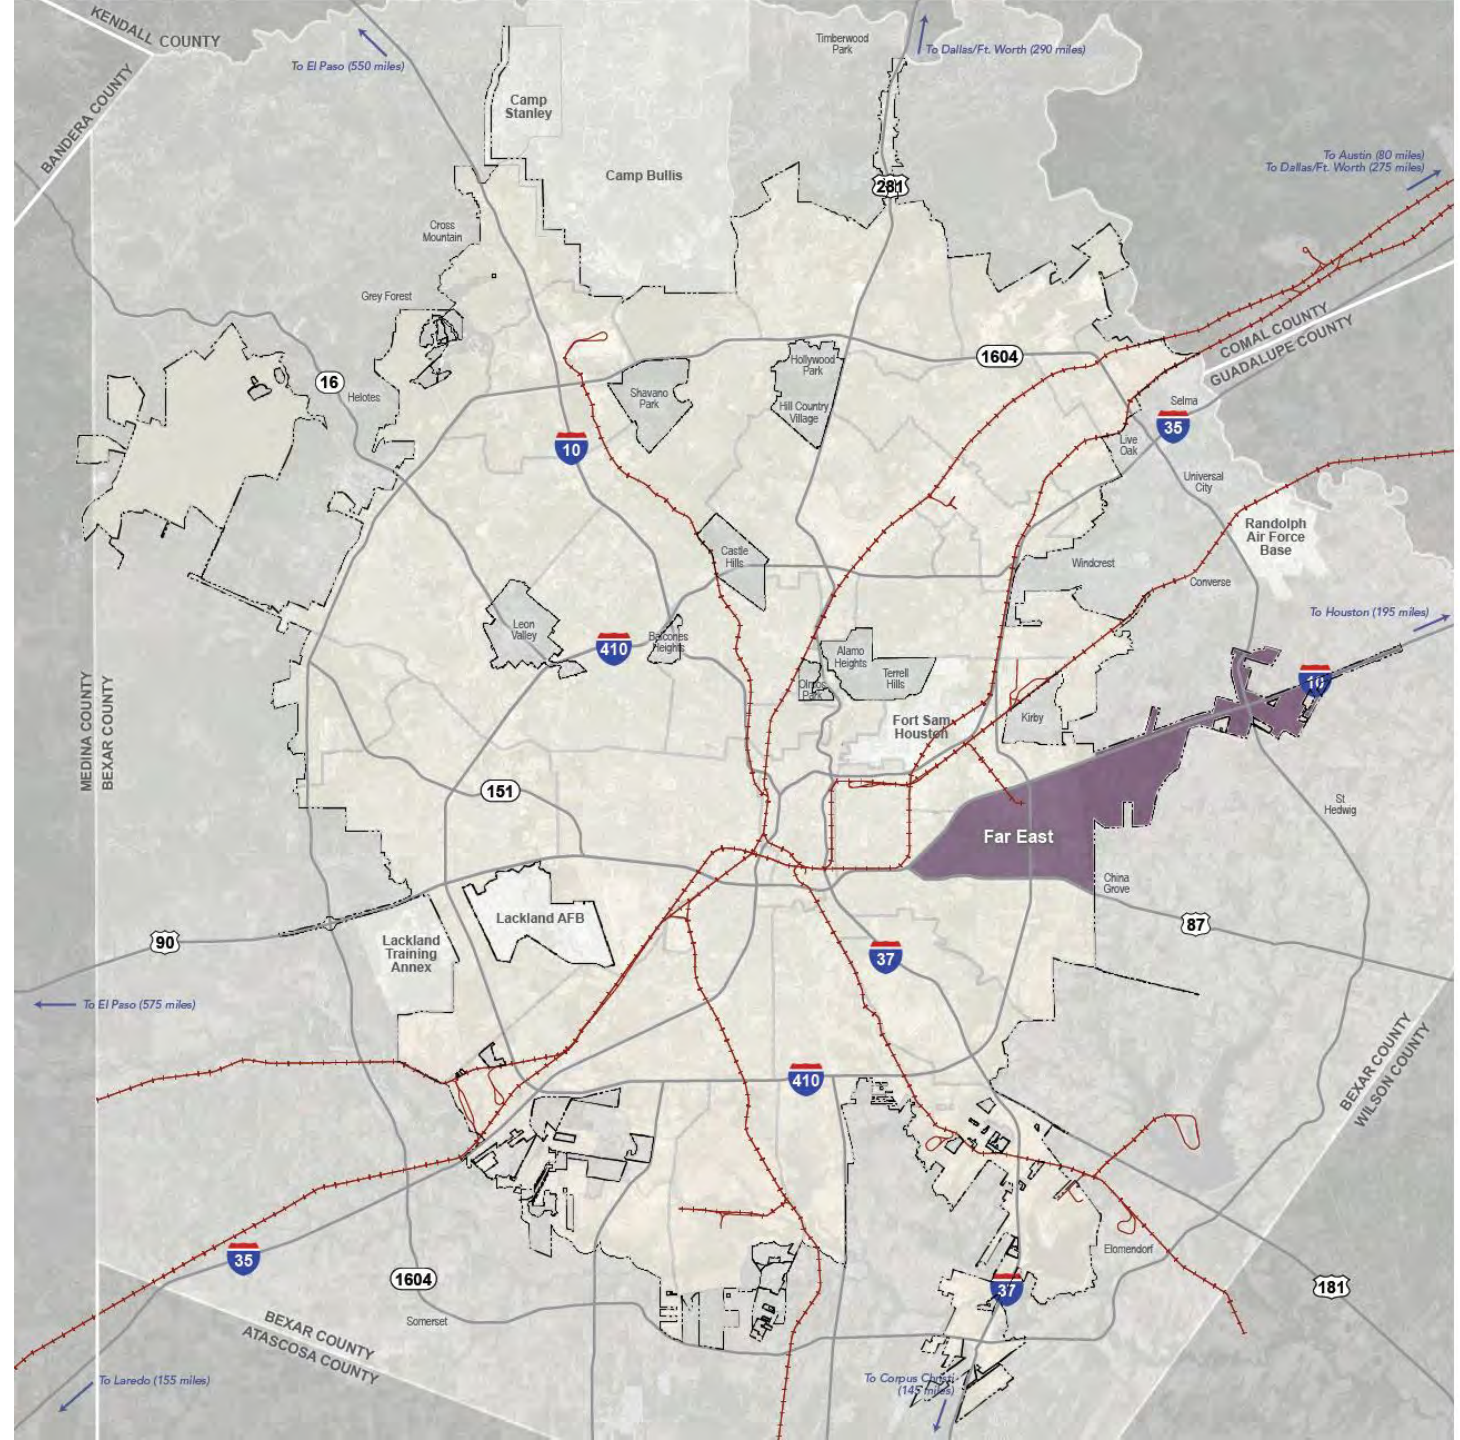 KENDALL COUNTY
BANDERA COUNTY
To El Paso (550 miles)
Timberwood
Park
To Dallas/Ft. Worth (290 miles)
Camp
Stanley
Camp Bullis
281
To Austin (80 miles)
To Dallas/Ft. Worth (275 miles)
Cross
Mountain
Grey Forest
16
Helotes
Shavano
Park
Hollywood
Park
Hill Country
Village
1604
COMAL COUNTY
GUADALUPE COUNTY
Selma
35
Live
Oak
10
Universal
City
Randolph
Air Force
Base
Castle
Hills
Windcrest
Converse
Leon
Valley
410
Balcones
Heights
Alamo
Heights
Terrell
Hills
Olmos
Park
To Houston (195 miles)
10
Fort Sam
Houston
Kirby
MEDINA COUNTY
BEXAR COUNTY
151
St
Hedwig
Far East
China
Grove
Lackland AFB
87
90
Lackland
Training
Annex
37
To El Paso (575 miles)
410
BEXAR COUNTY
WILSON COUNTY
35
1604
Elomendorf
37
181
Somerset
BEXAR COUNTY
ATASCOSA COUNTY
To Laredo (155 miles)
To Corpus Christi
(145 miles)